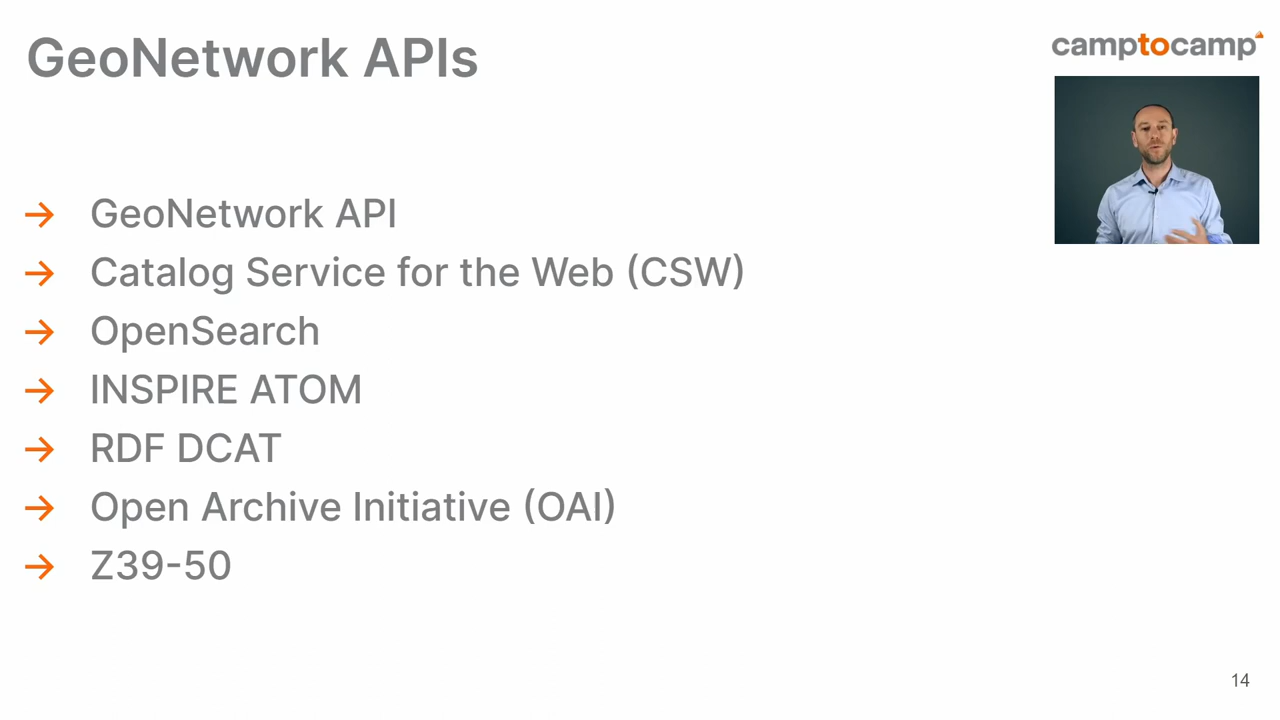 GeoNetwork APIs
camptocamp
→ GeoNetwork API
→ Catalog Service for the Web (CSW)
→ OpenSearch
→ INSPIRE ATOM
→ RDF DCAT
→ Open Archive Initiative (OAI)
→ Z39-50
14